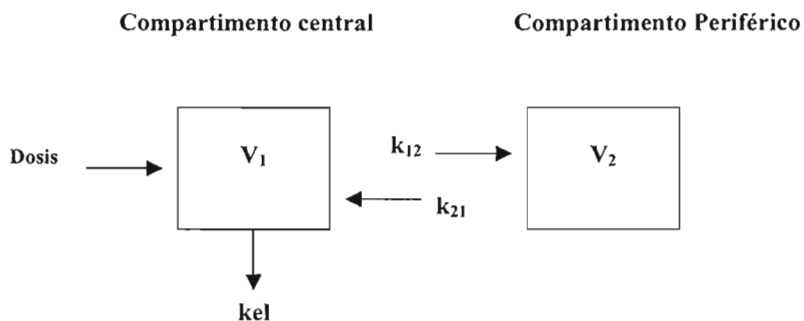 Compartimento central
Compartimento Periférico
Dosis
V₁
k₁₂
V₂
k₂₁
kel